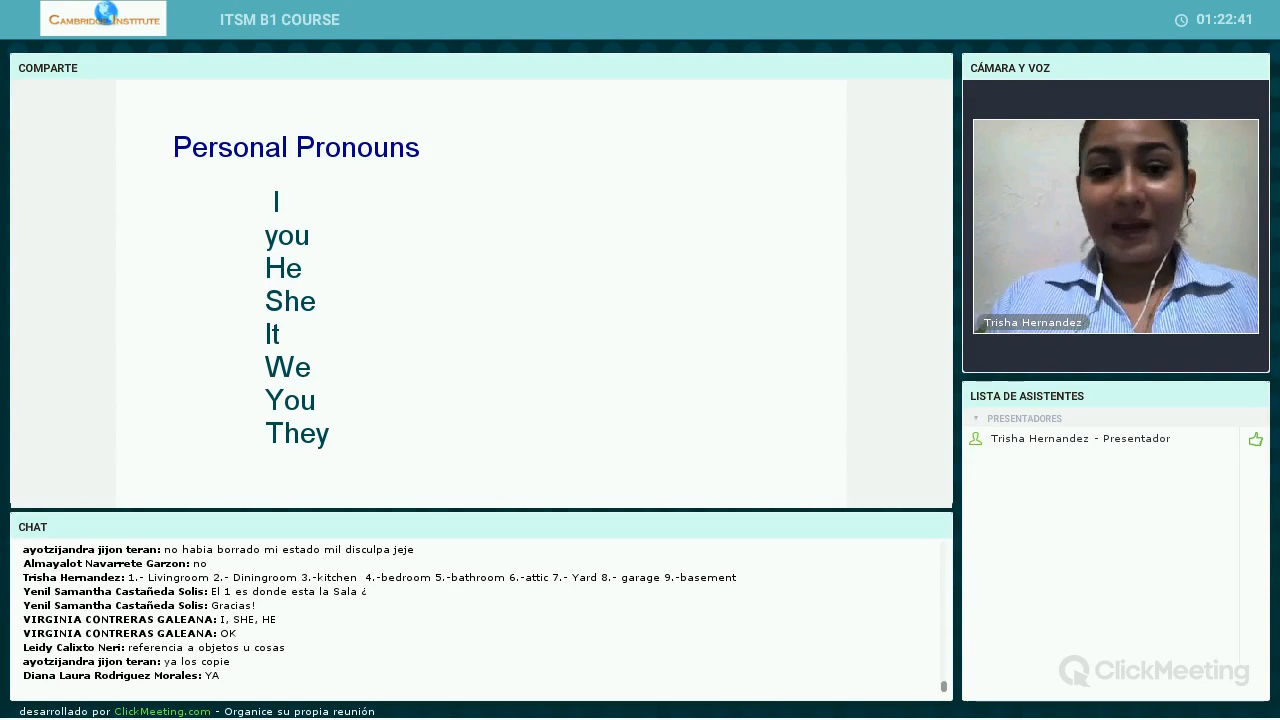 CAMBRIDGE INSTITUTE
ITSM B1 COURSE
01:22:41
COMPARTE
Personal Pronouns
I
you
He
She
It
We
You
They
CÁMARA Y VOZ
Trisha Hernandez
LISTA DE ASISTENTES
PRESENTADORES
Trisha Hernandez - Presentador
CHAT
ayotzijandra jijon teran: no habia borrado mi estado mil disculpa jeje
Almayalot Navarrete Garzon: no
Trisha Hernandez: 1.- Livingroom 2.- Diningroom 3.-kitchen 4.-bedroom 5.-bathroom 6.-attic 7.- Yard 8.- garage 9.-basement
Yenil Samantha Castañeda Solis: El 1 es donde esta la Sala ¿
Yenil Samantha Castañeda Solis: Gracias!
VIRGINIA CONTRERAS GALEANA: I, SHE, HE
VIRGINIA CONTRERAS GALEANA: OK
Leidy Calixto Neri: referencia a objetos u cosas
ayotzijandra jijon teran: ya los copie
Diana Laura Rodriguez Morales: YA
ClickMeeting
desarrollado por ClickMeeting.com - Organice su propia reunión